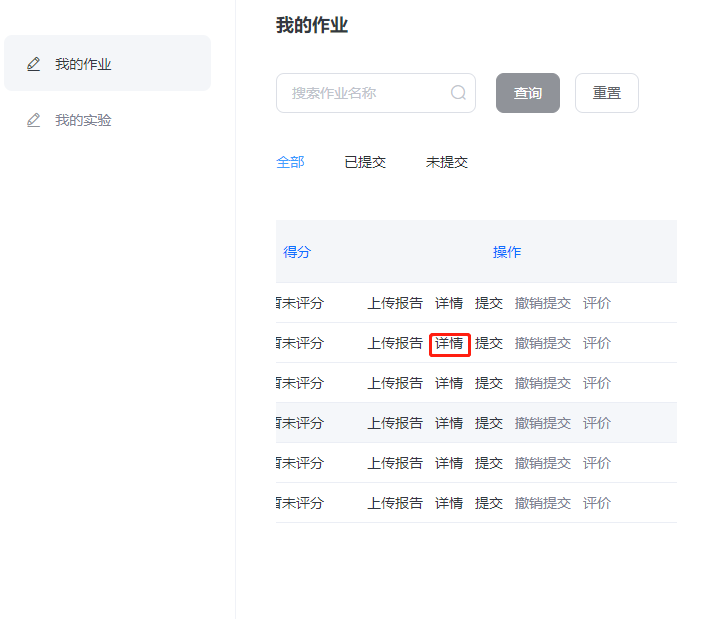 我的作业
我的实验
我的作业
搜索作业名称 查询 重置
全部 已提交 未提交
得分 操作
暂未评分 上传报告 详情 提交 撤销提交 评价
暂未评分 上传报告 详情 提交 撤销提交 评价
暂未评分 上传报告 详情 提交 撤销提交 评价
暂未评分 上传报告 详情 提交 撤销提交 评价
暂未评分 上传报告 详情 提交 撤销提交 评价
暂未评分 上传报告 详情 提交 撤销提交 评价